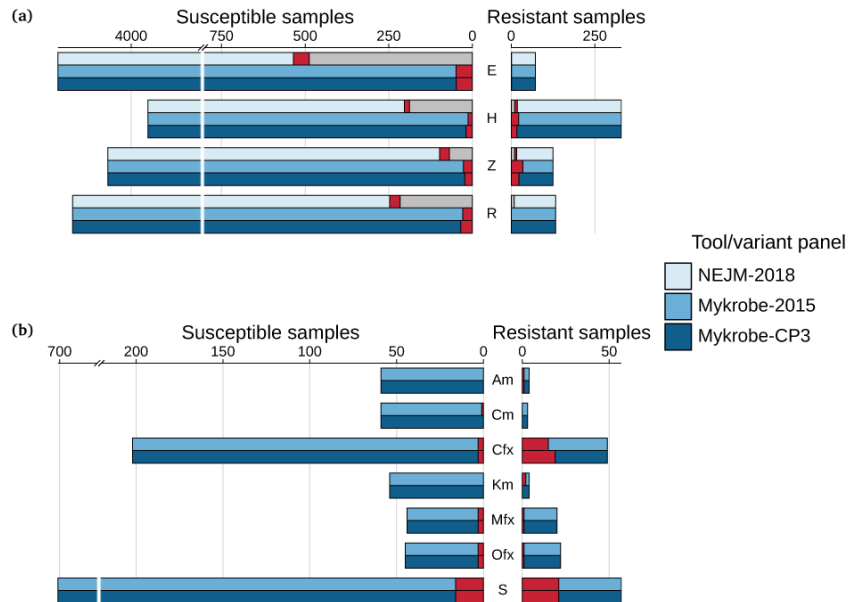 (a)
Susceptible samples Resistant samples
4000 750 500 250 0 0 250
E
H
Z
R
Tool/variant panel
NEJM-2018
Mykrobe-2015
Mykrobe-CP3
(b)
Susceptible samples Resistant samples
700 200 150 100 50 0 0 50
Am
Cm
Cfx
Km
Mfx
Ofx
S